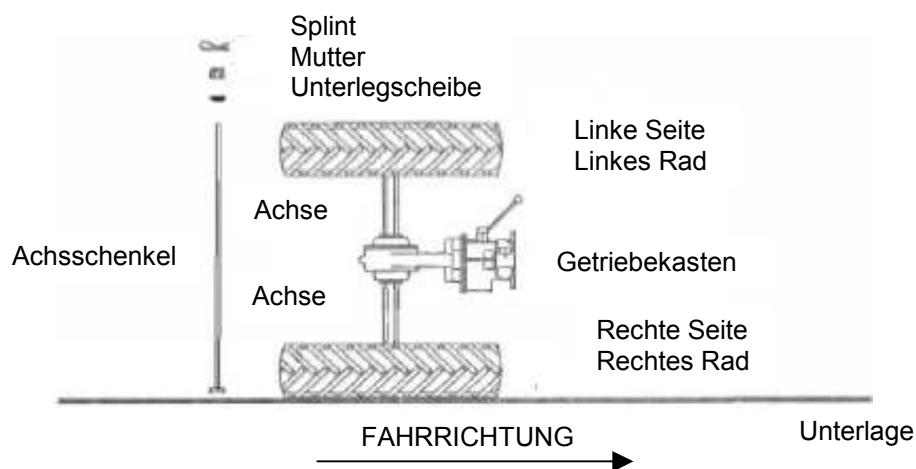 Splint
Mutter
Unterlegscheibe
Linke Seite
Linkes Rad
Achse
Achsschenkel
Getriebekasten
Achse
Rechte Seite
Rechtes Rad
Unterlage
FAHRRICHTUNG